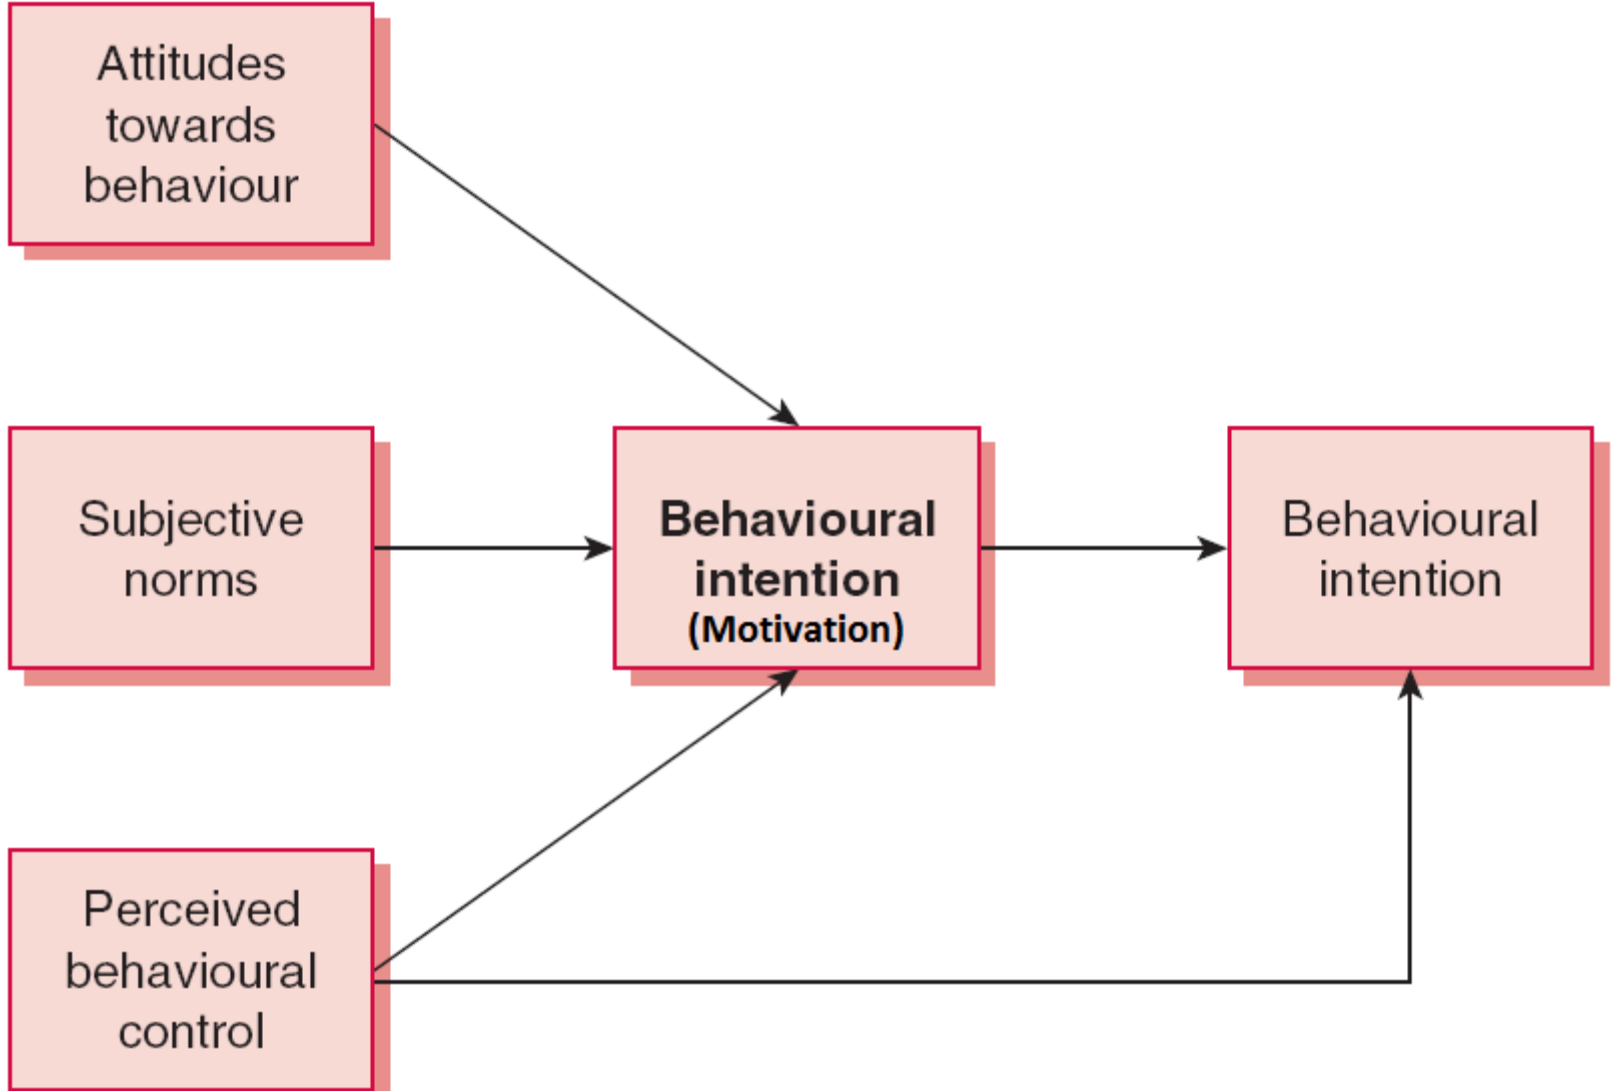 Attitudes
towards
behaviour
Subjective
norms
Behavioural
intention
(Motivation)
Behavioural
intention
Perceived
behavioural
control